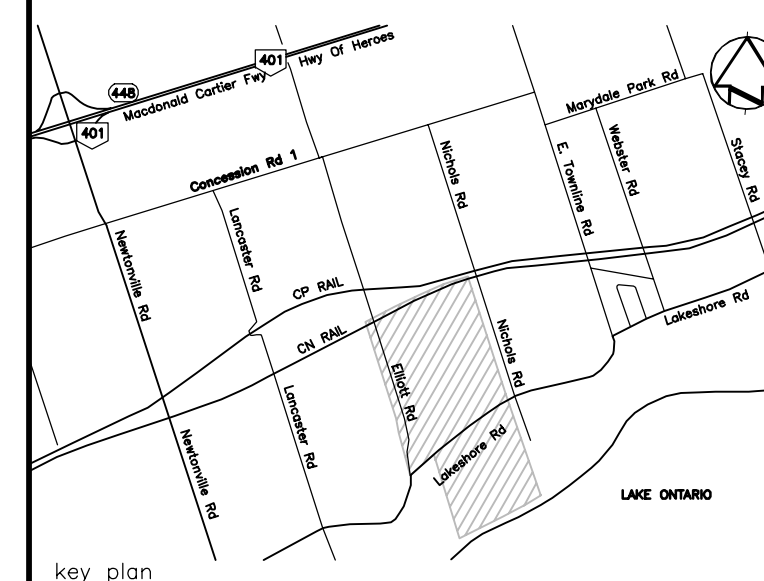 401
Hwy Of Heroes
448
Macdonald Cartier Fwy
401
Marydale Park Rd
Concession Rd 1
Nichols Rd
E. Townline Rd
Webster Rd
Stacey Rd
Newtonville Rd
Lancaster Rd
CP RAIL
CN RAIL
Lakeshore Rd
Nichols Rd
Elliott Rd
Lancaster Rd
Newtonville Rd
Lakeshore Rd
LAKE ONTARIO
key plan